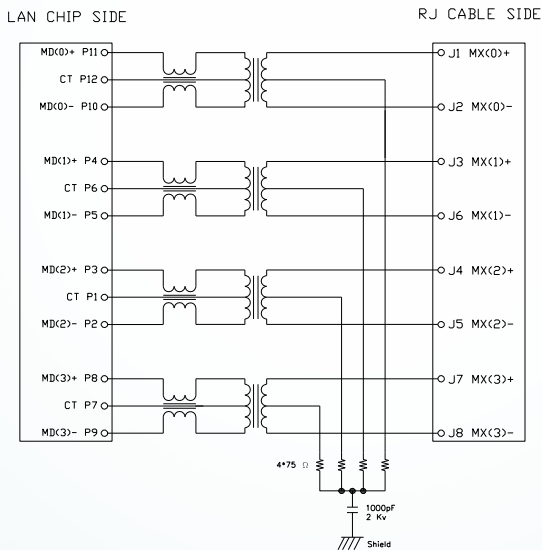 LAN CHIP SIDE
RJ CABLE SIDE
MD(0)+ P11
CT P12
MD(0)- P10
MD(1)+ P4
CT P6
MD(1)- P5
MD(2)+ P3
CT P1
MD(2)- P2
MD(3)+ P8
CT P7
MD(3)- P9
J1 MX(0)+
J2 MX(0)-
J3 MX(1)+
J6 MX(1)-
J4 MX(2)+
J5 MX(2)-
J7 MX(3)+
J8 MX(3)-
4*75 Ω
1000pF
2 Kv
Shield